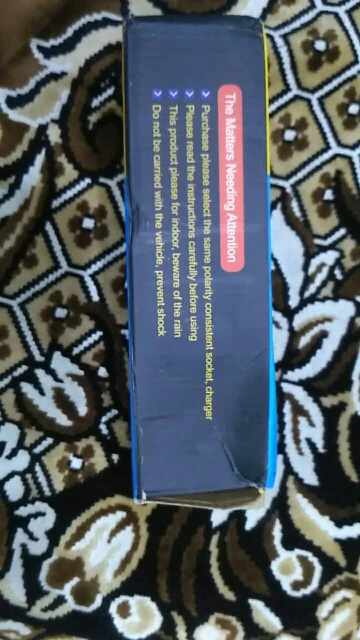 The Matters Needing Attention
Purchase please select the same polarity consistent socket, charger
Please read the instructions carefully before using
This product please for indoor, beware of the rain
Do not be carried with the vehicle, prevent shock